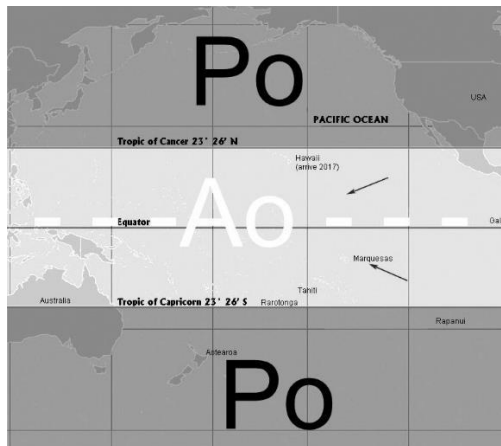 Po
USA
PACIFIC OCEAN
Tropic of Cancer 23° 26' N
Hawaii
(arrive 2017)
Ao
Equator
Gal
Marquesas
Tahiti
Australia
Tropic of Capricorn 23° 26' S
Rarotonga
Rapanui
Aotearoa
Po